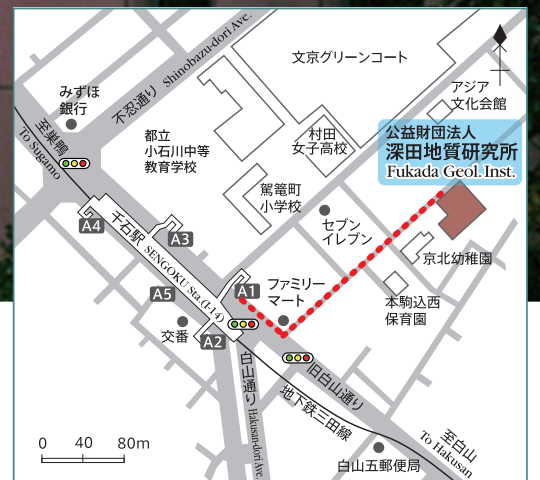 不忍通り Shinobazu-dori Ave.
文京グリーンコート
アジア
文化会館
みずほ
銀行
至巣鴨
To Sugamo
都立
小石川中等
教育学校
村田
女子高校
公益財団法人
深田地質研究所
Fukada Geol. Inst.
駕篭町
小学校
セブン
イレブン
A4
A3
千石駅 SENGOKU Sta.(I-14)
京北幼稚園
A5
A1
ファミリー
マート
本駒込西
保育園
交番
A2
白山通り Hakusan-dori Ave.
旧白山通り
地下鉄三田線
至白山
To Hakusan
白山五郵便局
0 40 80m